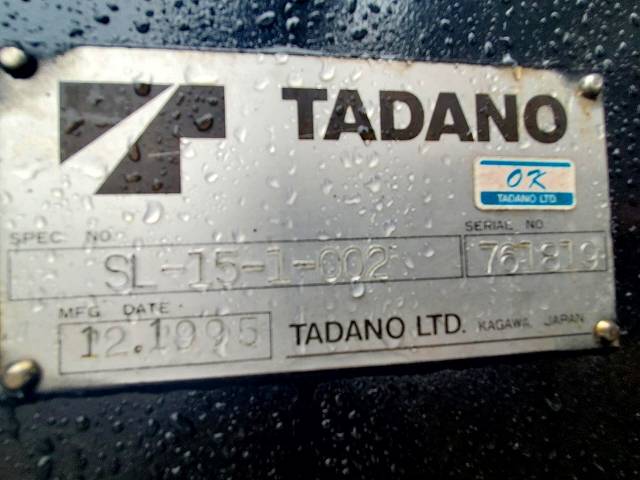 TADANO
OK
TADANO LTD.
SPEC. NO.
SERIAL NO
SL-15-1-002
761819
MFG DATE
12.1995
TADANO LTD. KAGAWA, JAPAN